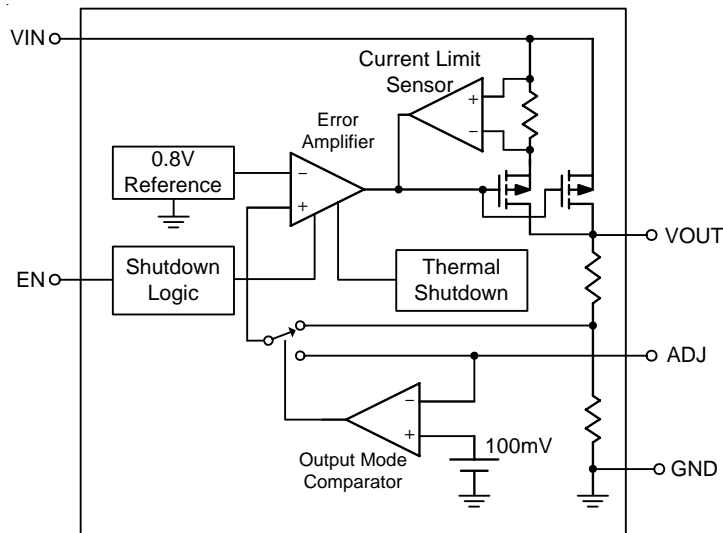 VIN
Current Limit
Sensor
+
−
Error
Amplifier
0.8V
Reference
−
+
VOUT
EN
Shutdown
Logic
Thermal
Shutdown
ADJ
−
+
100mV
Output Mode
Comparator
GND